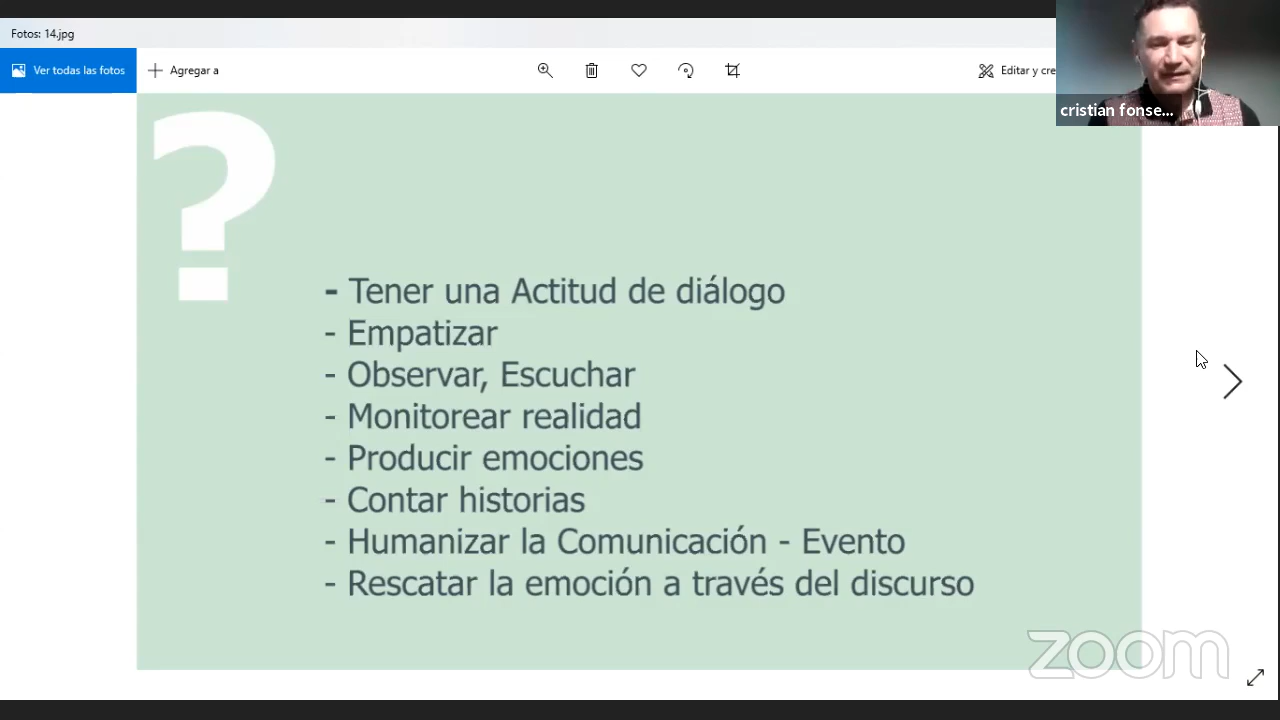 Fotos: 14.jpg
Ver todas las fotos
Agregar a
Editar y cre
cristian fonse...
?
- Tener una Actitud de diálogo
- Empatizar
- Observar, Escuchar
- Monitorear realidad
- Producir emociones
- Contar historias
- Humanizar la Comunicación - Evento
- Rescatar la emoción a través del discurso
zoom